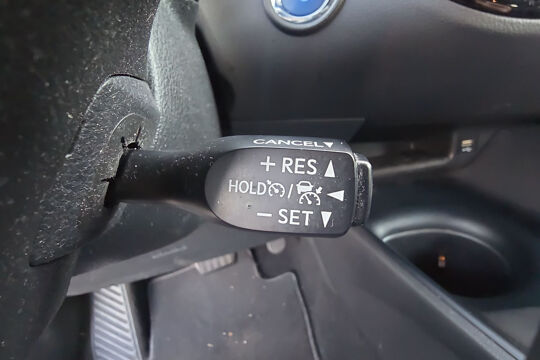 CANCEL▼
+ RES ▲
HOLD / ◀
− SET ▼